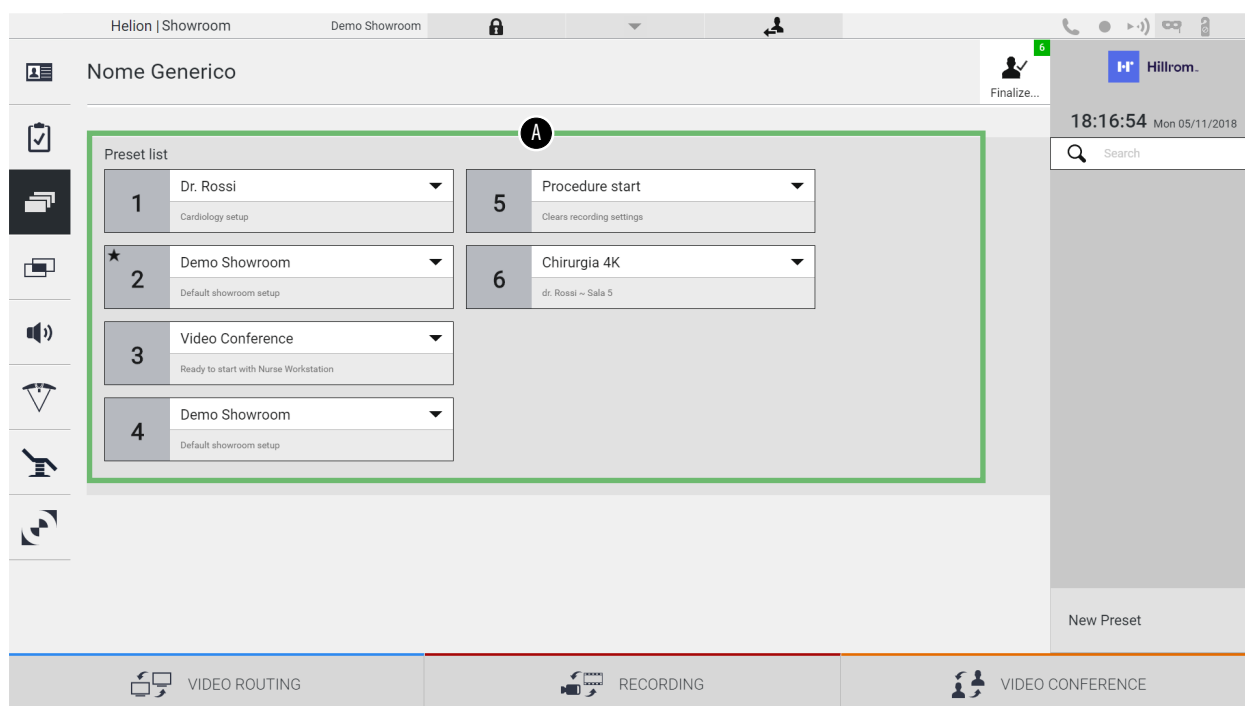 Helion | Showroom
Demo Showroom
Nome Generico
6
Finalize...
Hillrom™
18:16:54 Mon 05/11/2018
Search
A
Preset list
1
Dr. Rossi
Cardiology setup
2
Demo Showroom
Default showroom setup
3
Video Conference
Ready to start with Nurse Workstation
4
Demo Showroom
Default showroom setup
5
Procedure start
Clears recording settings
6
Chirurgia 4K
dr. Rossi ~ Sala 5
New Preset
VIDEO ROUTING
RECORDING
VIDEO CONFERENCE